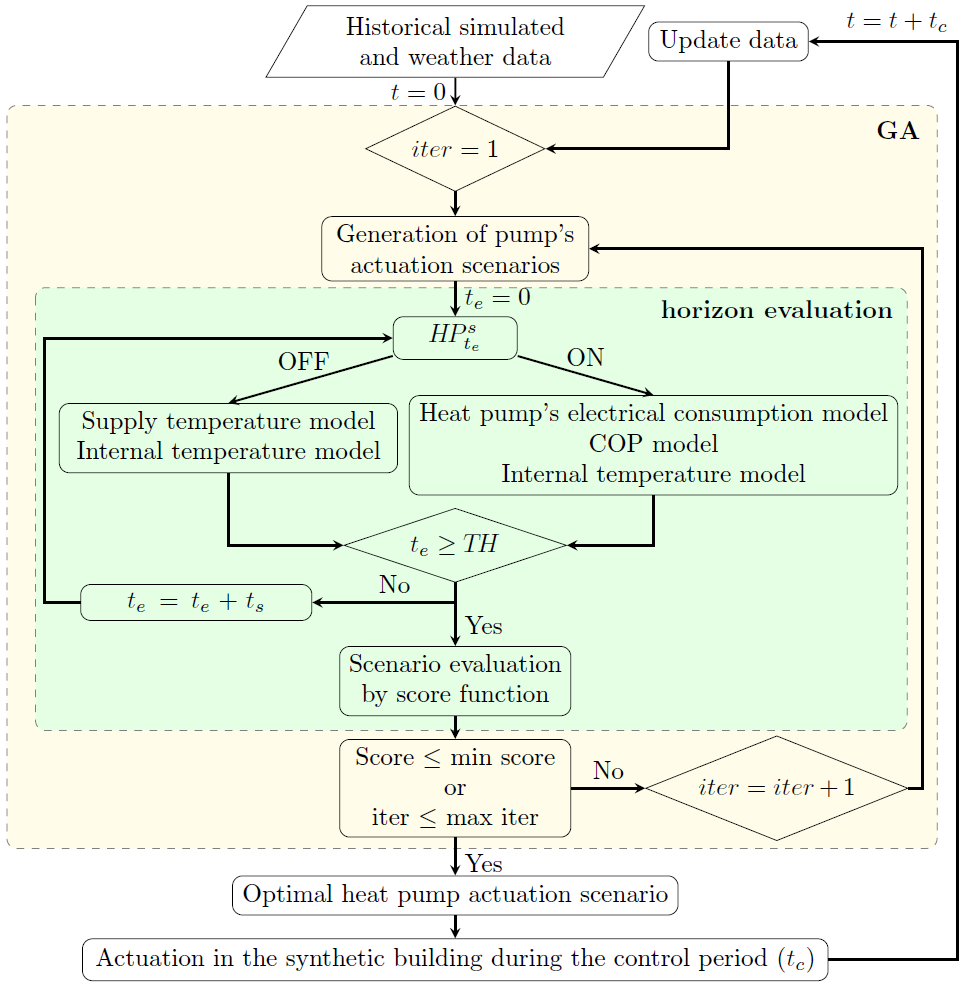 Historical simulated
and weather data
t = t + t_c
Update data
t = 0
GA
iter = 1
Generation of pump's
actuation scenarios
t_e = 0
horizon evaluation
HP^s_{t_e}
OFF
ON
Supply temperature model
Internal temperature model
Heat pump's electrical consumption model
COP model
Internal temperature model
t_e ≥ TH
No
t_e = t_e + t_s
Yes
Scenario evaluation
by score function
Score ≤ min score
or
iter ≤ max iter
No
iter = iter + 1
Yes
Optimal heat pump actuation scenario
Actuation in the synthetic building during the control period (t_c)